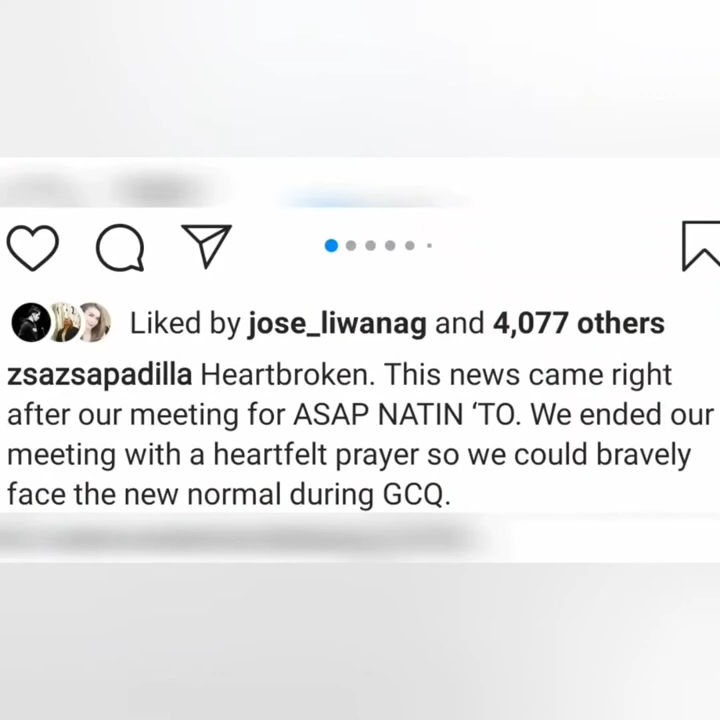 Liked by jose_liwanag and 4,077 others
zsazsapadilla Heartbroken. This news came right
after our meeting for ASAP NATIN ‘TO. We ended our
meeting with a heartfelt prayer so we could bravely
face the new normal during GCQ.